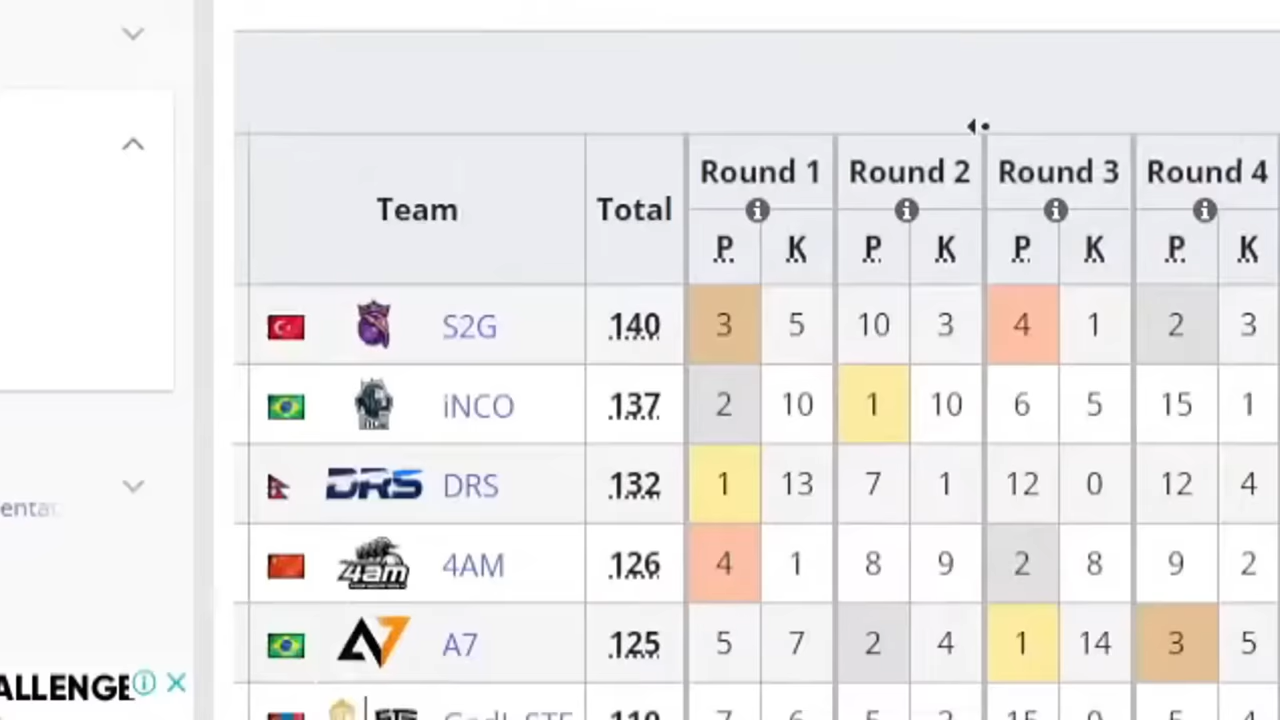 Round 1 Round 2 Round 3 Round 4
Team Total
P K P K P K P K
S2G 140 3 5 10 3 4 1 2 3
iNCO 137 2 10 1 10 6 5 15 1
DRS DRS 132 1 13 7 1 12 0 12 4
4am 4AM 126 4 1 8 9 2 8 9 2
A7 A7 125 5 7 2 4 1 14 3 5
ALLENGE